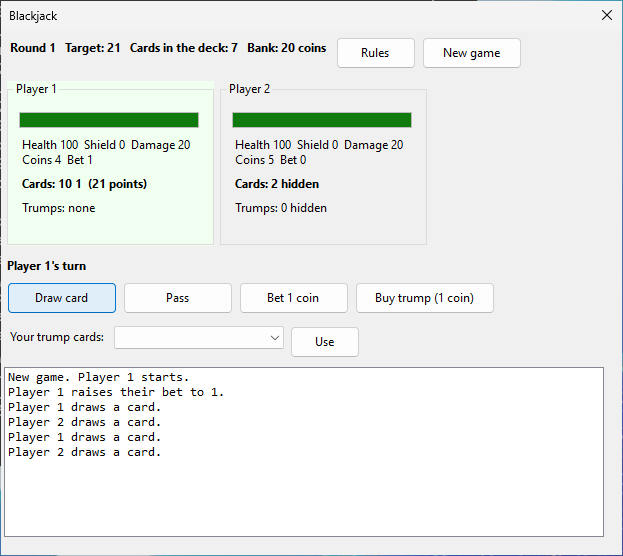 Blackjack
Round 1 Target: 21 Cards in the deck: 7 Bank: 20 coins Rules New game
Player 1 Player 2
Health 100 Shield 0 Damage 20 Health 100 Shield 0 Damage 20
Coins 4 Bet 1 Coins 5 Bet 0
Cards: 10 1 (21 points) Cards: 2 hidden
Trumps: none Trumps: 0 hidden
Player 1's turn
Draw card Pass Bet 1 coin Buy trump (1 coin)
Your trump cards: Use
New game. Player 1 starts.
Player 1 raises their bet to 1.
Player 1 draws a card.
Player 2 draws a card.
Player 1 draws a card.
Player 2 draws a card.